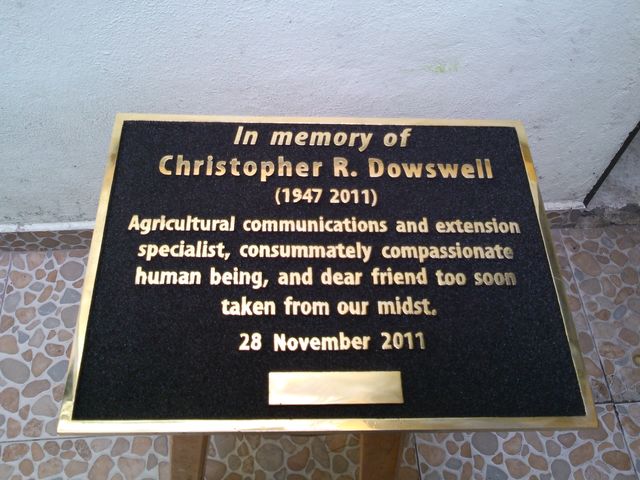 In memory of
Christopher R. Dowswell
(1947 2011)
Agricultural communications and extension
specialist, consummately compassionate
human being, and dear friend too soon
taken from our midst.
28 November 2011